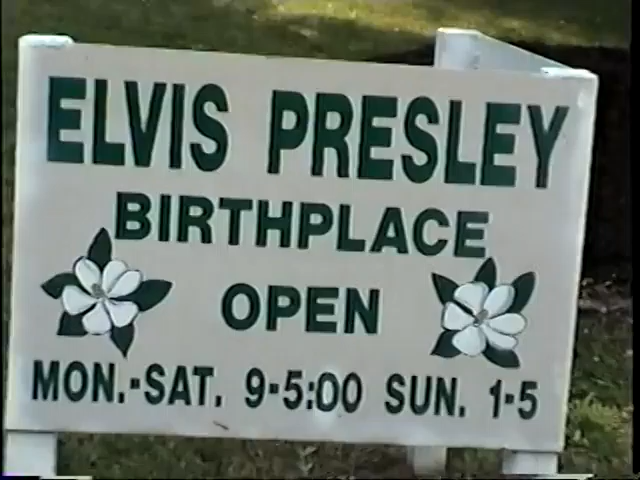 ELVIS PRESLEY
BIRTHPLACE
OPEN
MON.-SAT. 9-5:00 SUN. 1-5